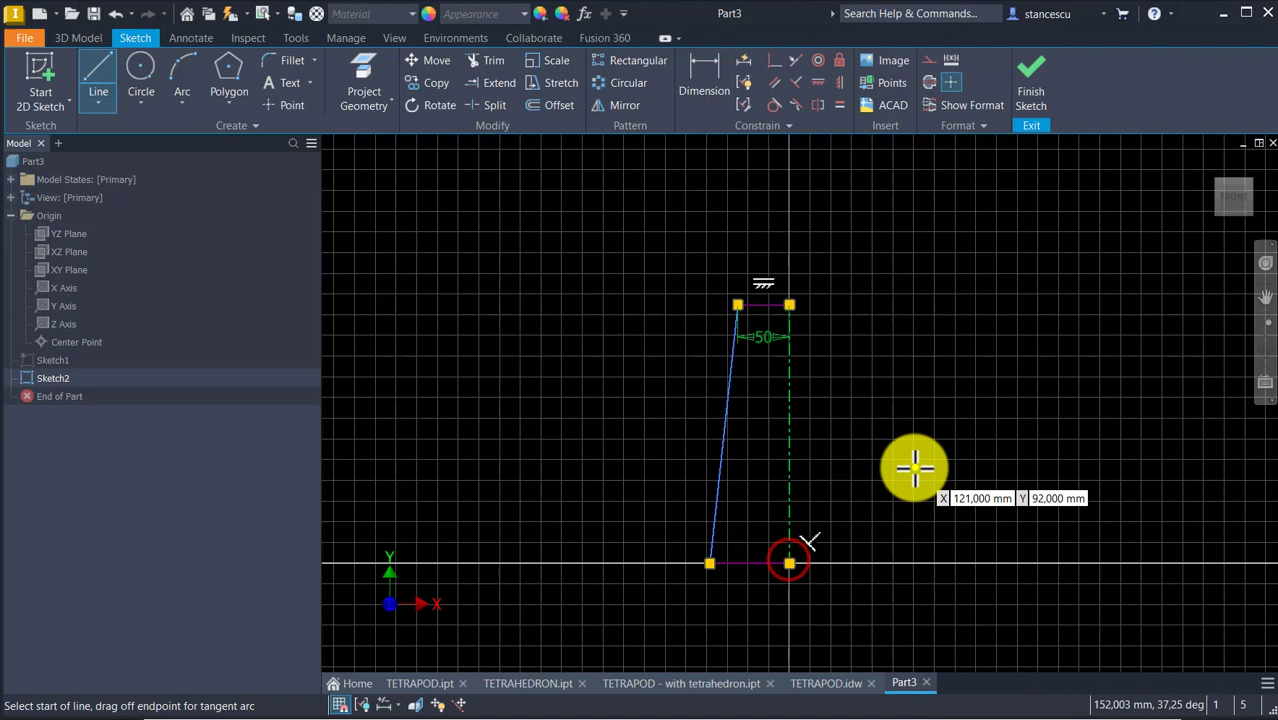 Material
Appearance
Part3
Search Help & Commands...
stancescu
File
3D Model
Sketch
Annotate
Inspect
Tools
Manage
View
Environments
Collaborate
Fusion 360
Start
2D Sketch
Line
Circle
Arc
Polygon
Fillet
Text
Point
Project
Geometry
Move
Copy
Rotate
Trim
Extend
Split
Scale
Stretch
Offset
Rectangular
Circular
Mirror
Dimension
Image
Points
ACAD
Show Format
Finish
Sketch
Sketch
Create
Modify
Pattern
Constrain
Insert
Format
Exit
Model
Part3
Model States: [Primary]
View: [Primary]
Origin
YZ Plane
XZ Plane
XY Plane
X Axis
Y Axis
Z Axis
Center Point
Sketch1
Sketch2
End of Part
FRONT
50
X 121,000 mm Y 92,000 mm
Y
X
Home
TETRAPOD.ipt
TETRAHEDRON.ipt
TETRAPOD - with tetrahedron.ipt
TETRAPOD.idw
Part3
Select start of line, drag off endpoint for tangent arc
152,003 mm, 37,25 deg 1 5